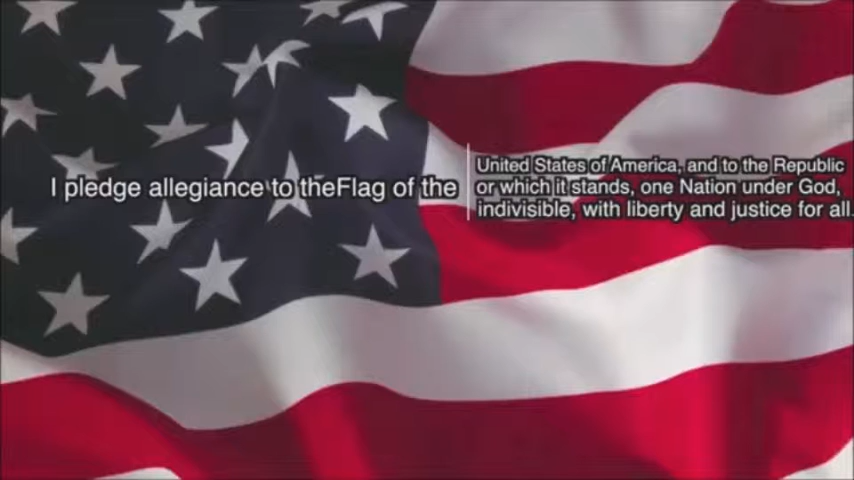 I pledge allegiance to theFlag of the
United States of America, and to the Republic
or which it stands, one Nation under God,
indivisible, with liberty and justice for all.